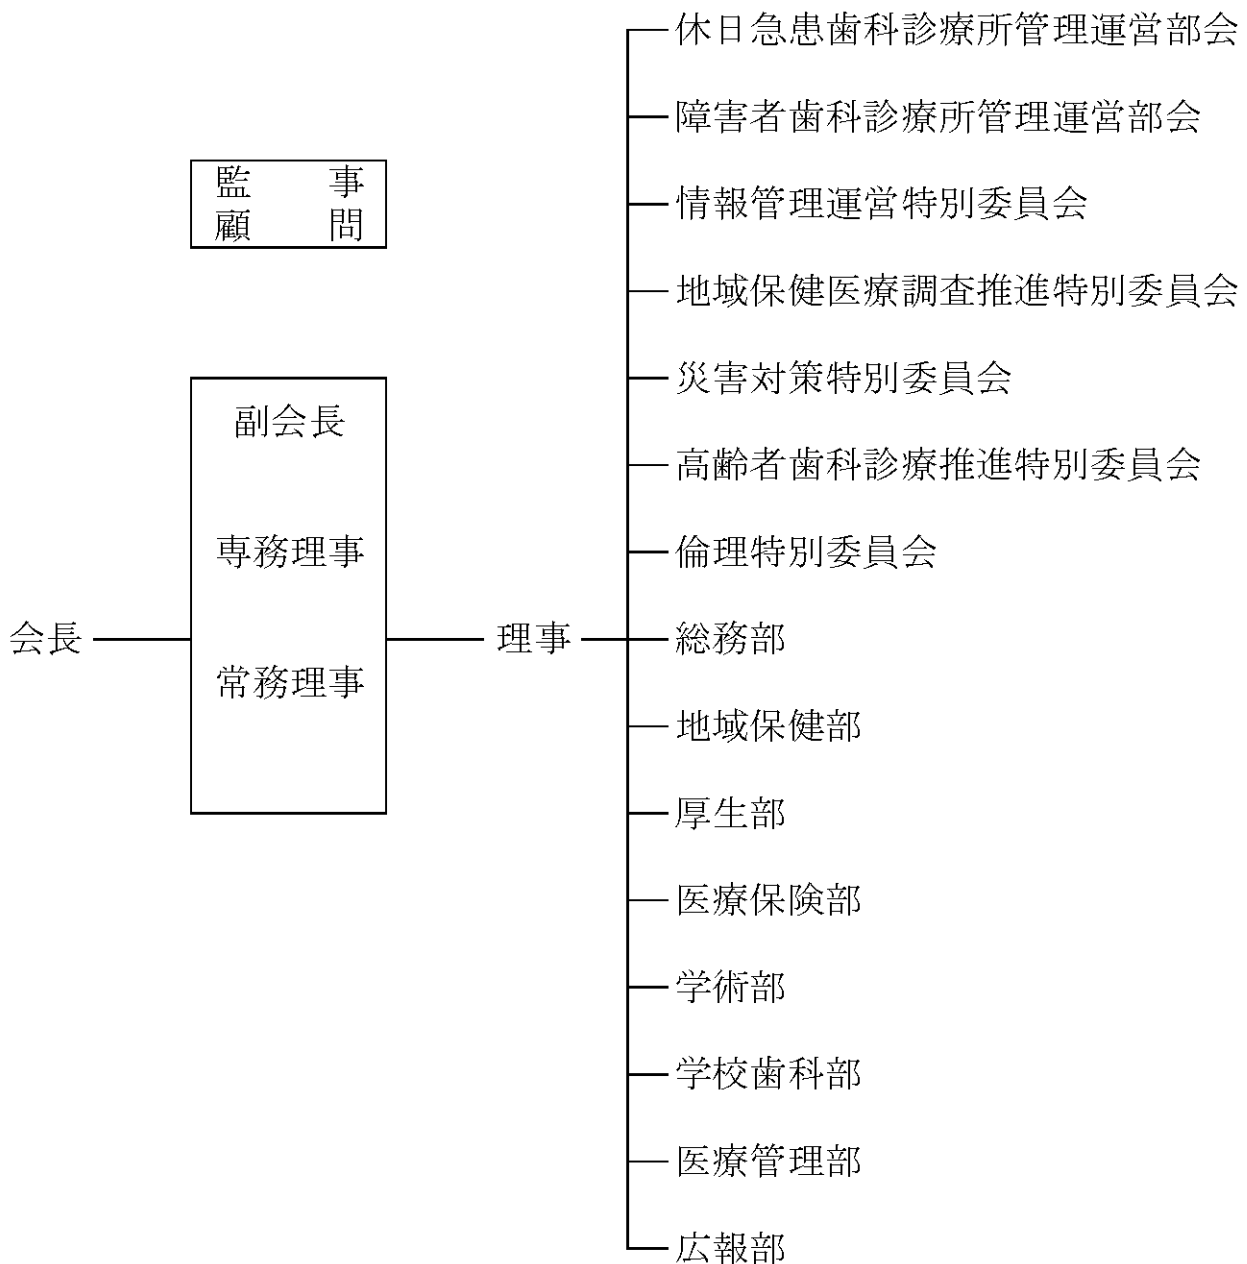 監事
顧問
会長
副会長
専務理事
常務理事
理事
休日急患歯科診療所管理運営部会
障害者歯科診療所管理運営部会
情報管理運営特別委員会
地域保健医療調査推進特別委員会
災害対策特別委員会
高齢者歯科診療推進特別委員会
倫理特別委員会
総務部
地域保健部
厚生部
医療保険部
学術部
学校歯科部
医療管理部
広報部